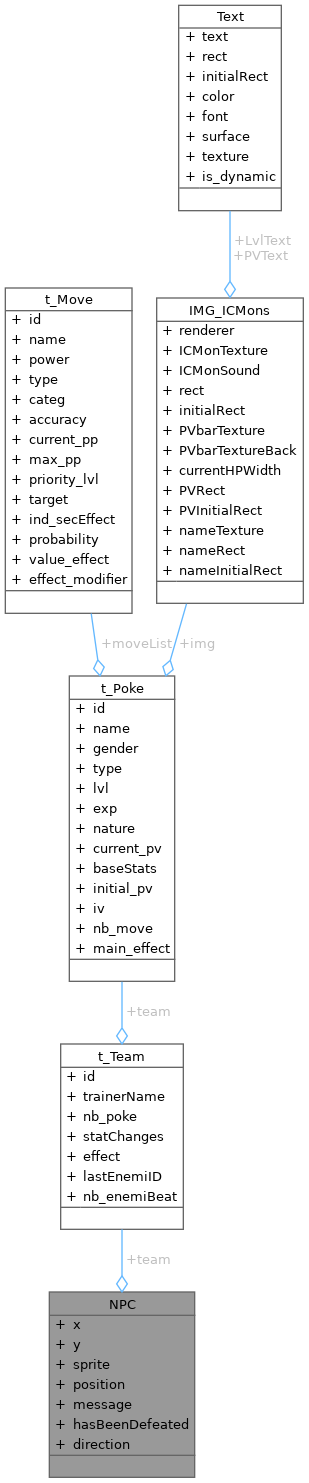 Text
+ text
+ rect
+ initialRect
+ color
+ font
+ surface
+ texture
+ is_dynamic
+LvlText
+PVText
t_Move
+ id
+ name
+ power
+ type
+ categ
+ accuracy
+ current_pp
+ max_pp
+ priority_lvl
+ target
+ ind_secEffect
+ probability
+ value_effect
+ effect_modifier
IMG_ICMons
+ renderer
+ ICMonTexture
+ ICMonSound
+ rect
+ initialRect
+ PVbarTexture
+ PVbarTextureBack
+ currentHPWidth
+ PVRect
+ PVInitialRect
+ nameTexture
+ nameRect
+ nameInitialRect
+moveList
+img
t_Poke
+ id
+ name
+ gender
+ type
+ lvl
+ exp
+ nature
+ current_pv
+ baseStats
+ initial_pv
+ iv
+ nb_move
+ main_effect
+team
t_Team
+ id
+ trainerName
+ nb_poke
+ statChanges
+ effect
+ lastEnemiID
+ nb_enemiBeat
+team
NPC
+ x
+ y
+ sprite
+ position
+ message
+ hasBeenDefeated
+ direction